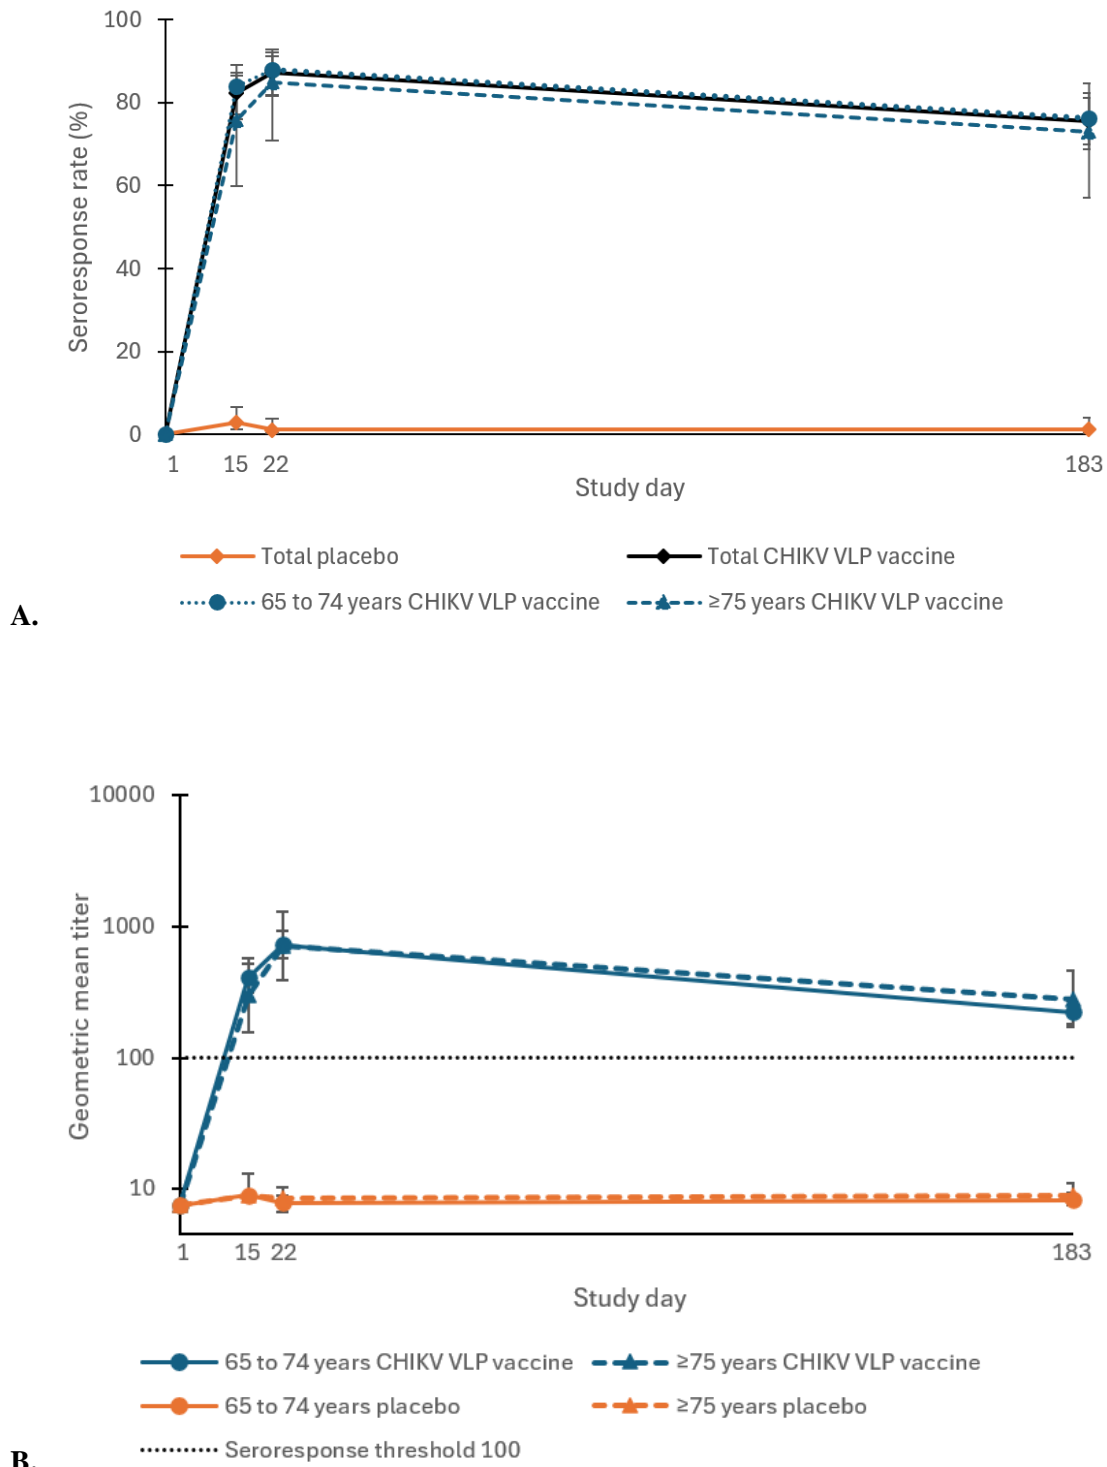 100
80
60
40
20
0
Seroresponse rate (%)
1 15 22 183
Study day
Total placebo Total CHIKV VLP vaccine
65 to 74 years CHIKV VLP vaccine ≥75 years CHIKV VLP vaccine
A.
10000
1000
100
10
Geometric mean titer
1 15 22 183
Study day
65 to 74 years CHIKV VLP vaccine ≥75 years CHIKV VLP vaccine
65 to 74 years placebo ≥75 years placebo
Seroresponse threshold 100
B.